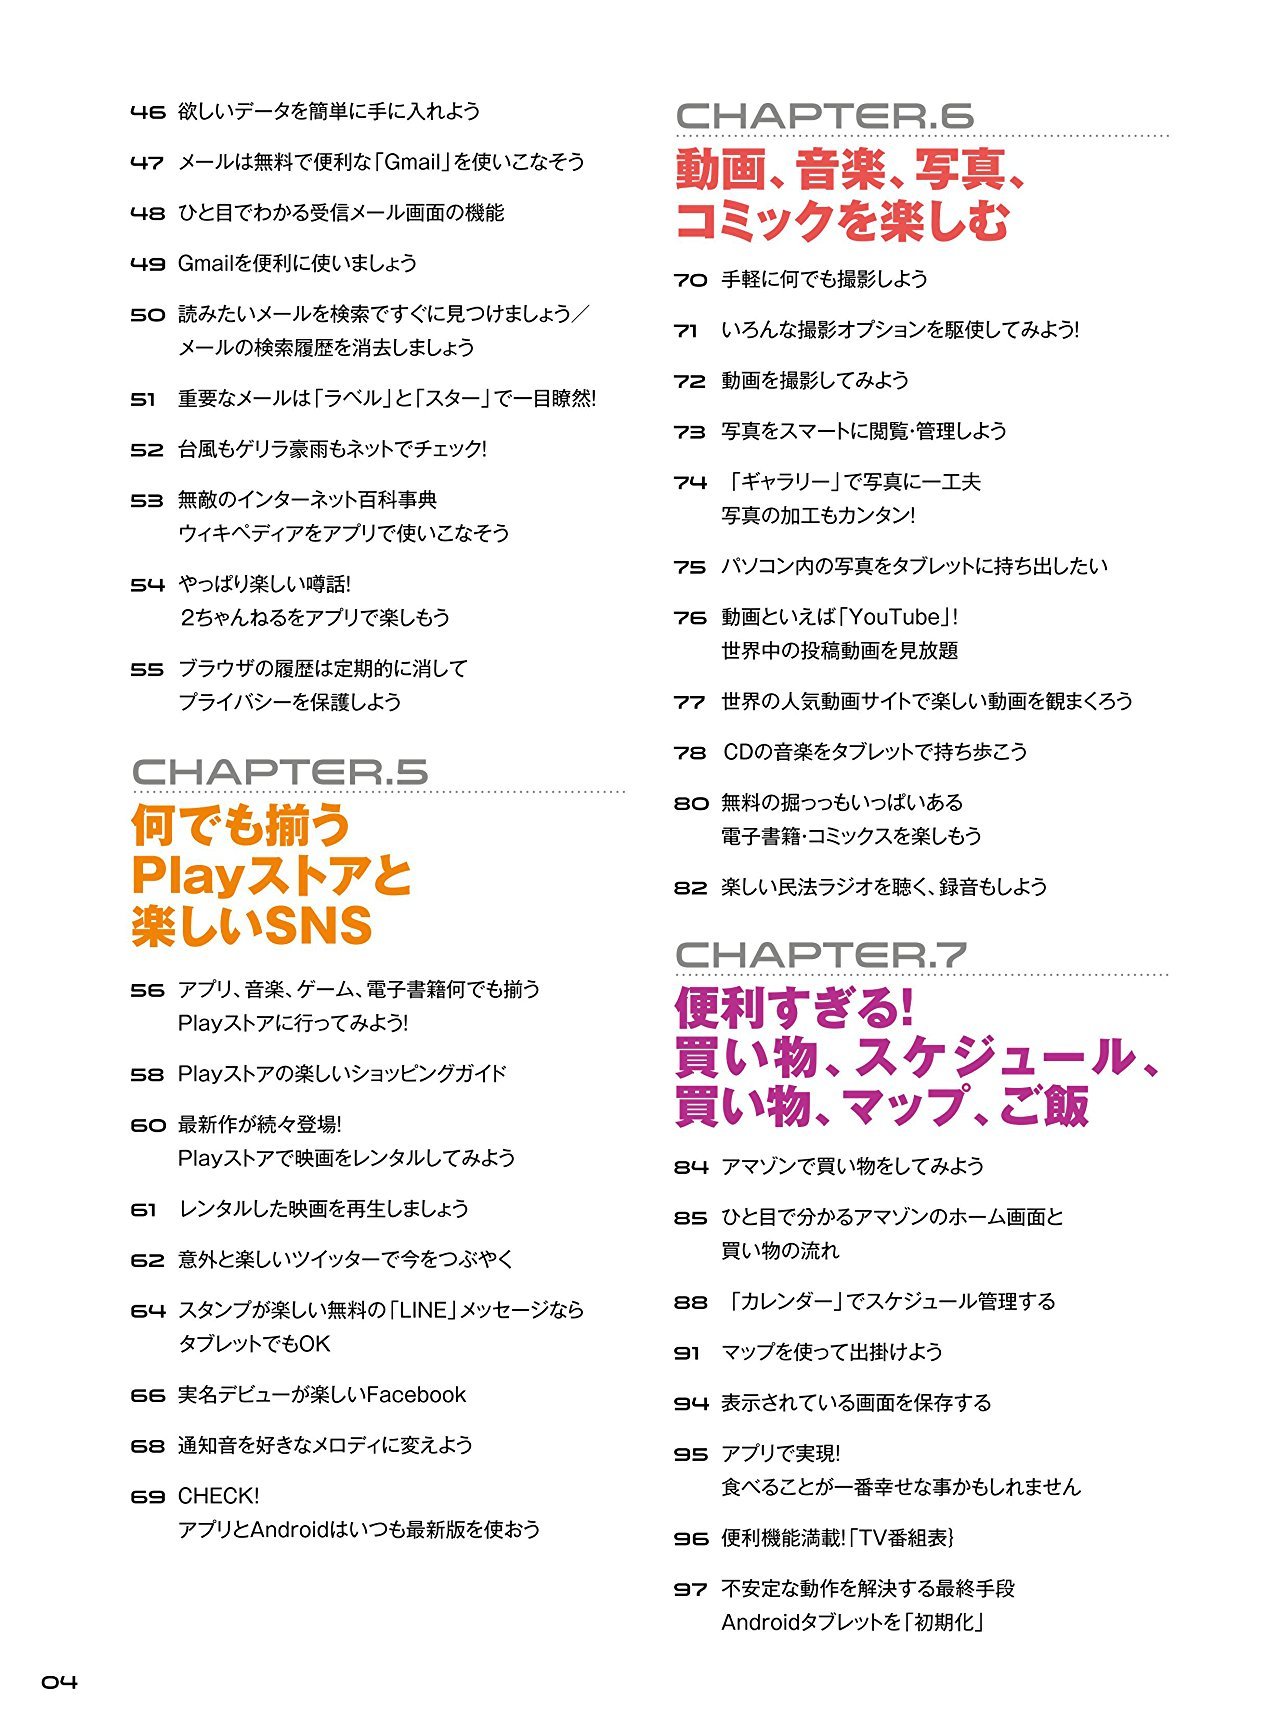 46 欲しいデータを簡単に手に入れよう
47 メールは無料で便利な「Gmail」を使いこなそう
48 ひと目でわかる受信メール画面の機能
49 Gmailを便利に使いましょう
50 読みたいメールを検索ですぐに見つけましょう／
メールの検索履歴を消去しましょう
51 重要なメールは「ラベル」と「スター」で一目瞭然!
52 台風もゲリラ豪雨もネットでチェック!
53 無敵のインターネット百科事典
ウィキペディアをアプリで使いこなそう
54 やっぱり楽しい噂話!
2ちゃんねるをアプリで楽しもう
55 ブラウザの履歴は定期的に消して
プライバシーを保護しよう
CHAPTER.5
何でも揃う
Playストアと
楽しいSNS
56 アプリ、音楽、ゲーム、電子書籍何でも揃う
Playストアに行ってみよう!
58 Playストアの楽しいショッピングガイド
60 最新作が続々登場!
Playストアで映画をレンタルしてみよう
61 レンタルした映画を再生しましょう
62 意外と楽しいツイッターで今をつぶやく
64 スタンプが楽しい無料の「LINE」メッセージなら
タブレットでもOK
66 実名デビューが楽しいFacebook
68 通知音を好きなメロディに変えよう
69 CHECK!
アプリとAndroidはいつも最新版を使おう
CHAPTER.6
動画、音楽、写真、
コミックを楽しむ
70 手軽に何でも撮影しよう
71 いろんな撮影オプションを駆使してみよう!
72 動画を撮影してみよう
73 写真をスマートに閲覧・管理しよう
74 「ギャラリー」で写真に一工夫
写真の加工もカンタン!
75 パソコン内の写真をタブレットに持ち出したい
76 動画といえば「YouTube」!
世界中の投稿動画を見放題
77 世界の人気動画サイトで楽しい動画を観まくろう
78 CDの音楽をタブレットで持ち歩こう
80 無料の掘っつもいっぱいある
電子書籍・コミックスを楽しもう
82 楽しい民法ラジオを聴く、録音もしよう
CHAPTER.7
便利すぎる!
買い物、スケジュール、
買い物、マップ、ご飯
84 アマゾンで買い物をしてみよう
85 ひと目で分かるアマゾンのホーム画面と
買い物の流れ
88 「カレンダー」でスケジュール管理する
91 マップを使って出掛けよう
94 表示されている画面を保存する
95 アプリで実現!
食べることが一番幸せな事かもしれません
96 便利機能満載!「TV番組表}
97 不安定な動作を解決する最終手段
Androidタブレットを「初期化」
04